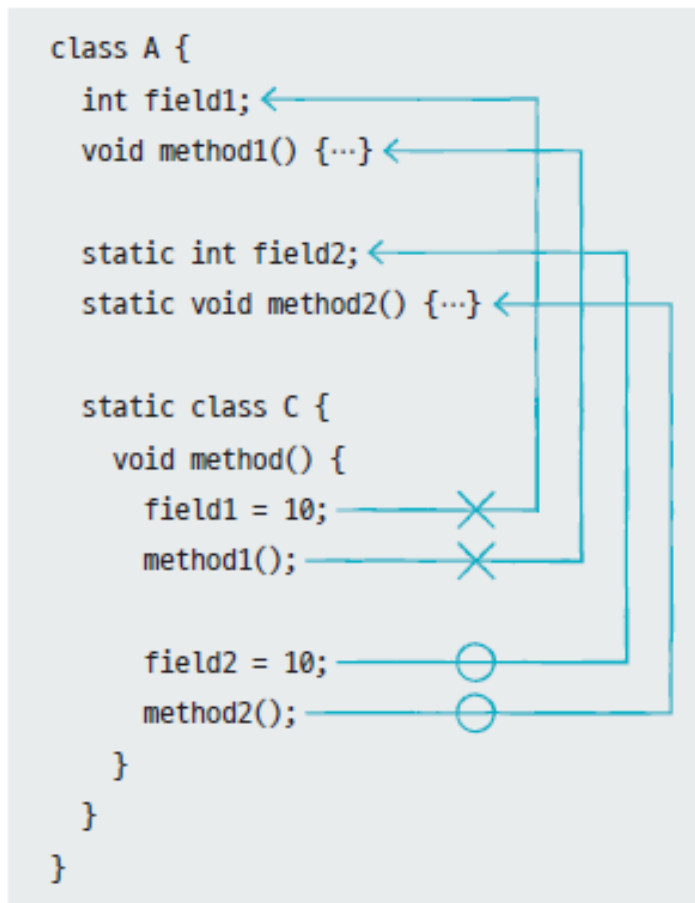 class A {
int field1;
void method1() {…}
static int field2;
static void method2() {…}
static class C {
void method() {
field1 = 10;
method1();
field2 = 10;
method2();
}
}
}